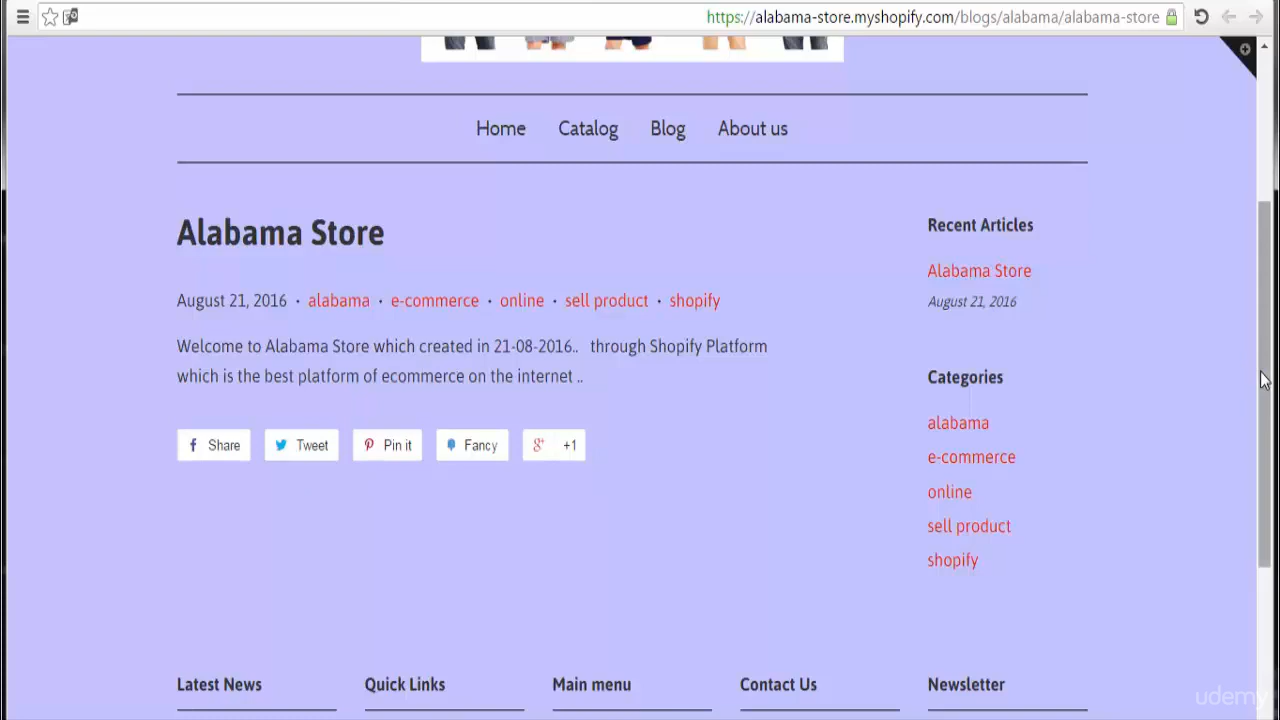 https://alabama-store.myshopify.com/blogs/alabama/alabama-store
Home Catalog Blog About us
Alabama Store
August 21, 2016 · alabama · e-commerce · online · sell product · shopify
Welcome to Alabama Store which created in 21-08-2016.. through Shopify Platform
which is the best platform of ecommerce on the internet ..
Share Tweet Pin it Fancy +1
Recent Articles
Alabama Store
August 21, 2016
Categories
alabama
e-commerce
online
sell product
shopify
Latest News Quick Links Main menu Contact Us Newsletter
udemy